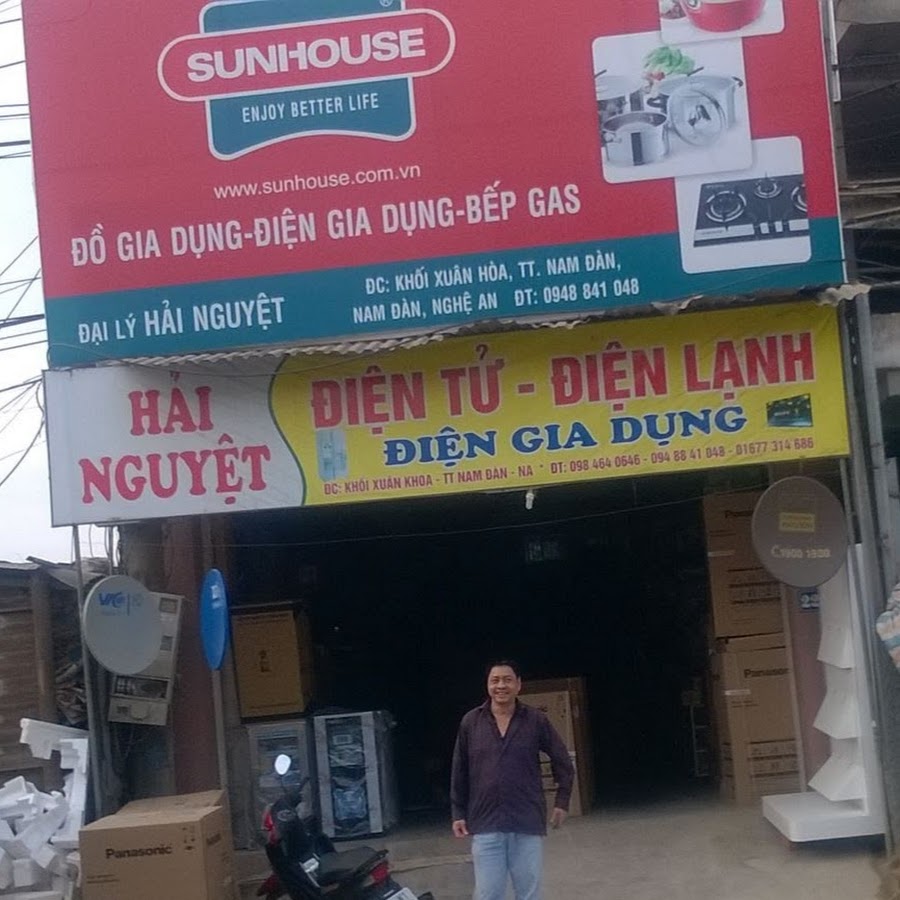 SUNHOUSE
®
ENJOY BETTER LIFE
www.sunhouse.com.vn
ĐỒ GIA DỤNG-ĐIỆN GIA DỤNG-BẾP GAS
ĐẠI LÝ HẢI NGUYỆT
ĐC: KHỐI XUÂN HÒA, TT. NAM ĐÀN,
NAM ĐÀN, NGHỆ AN ĐT: 0948 841 048
HẢI
NGUYỆT
ĐIỆN TỬ - ĐIỆN LẠNH
ĐIỆN GIA DỤNG
ĐC: KHỐI XUÂN KHOA - TT NAM ĐÀN - NA * ĐT: 098 464 0646 - 094 88 41 048 - 01677 314 686
Panasonic
Panasonic